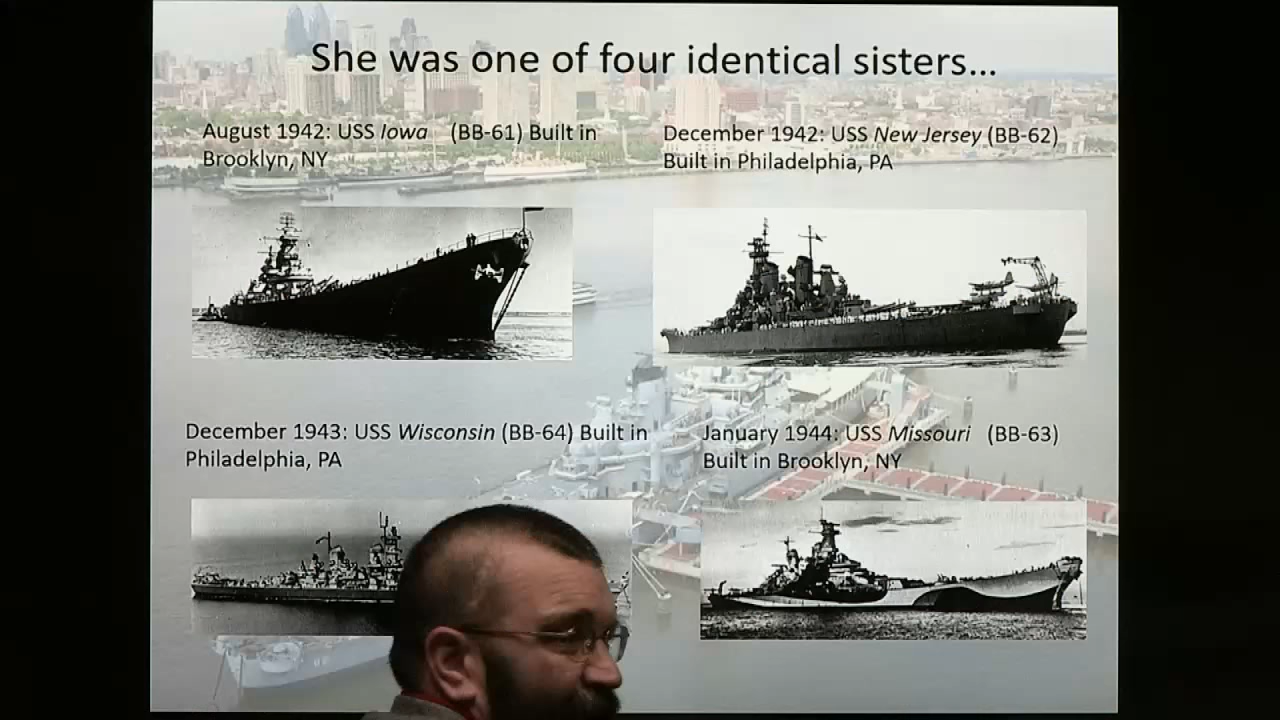 She was one of four identical sisters...
August 1942: USS Iowa (BB-61) Built in
Brooklyn, NY
December 1942: USS New Jersey (BB-62)
Built in Philadelphia, PA
December 1943: USS Wisconsin (BB-64) Built in
Philadelphia, PA
January 1944: USS Missouri (BB-63)
Built in Brooklyn, NY